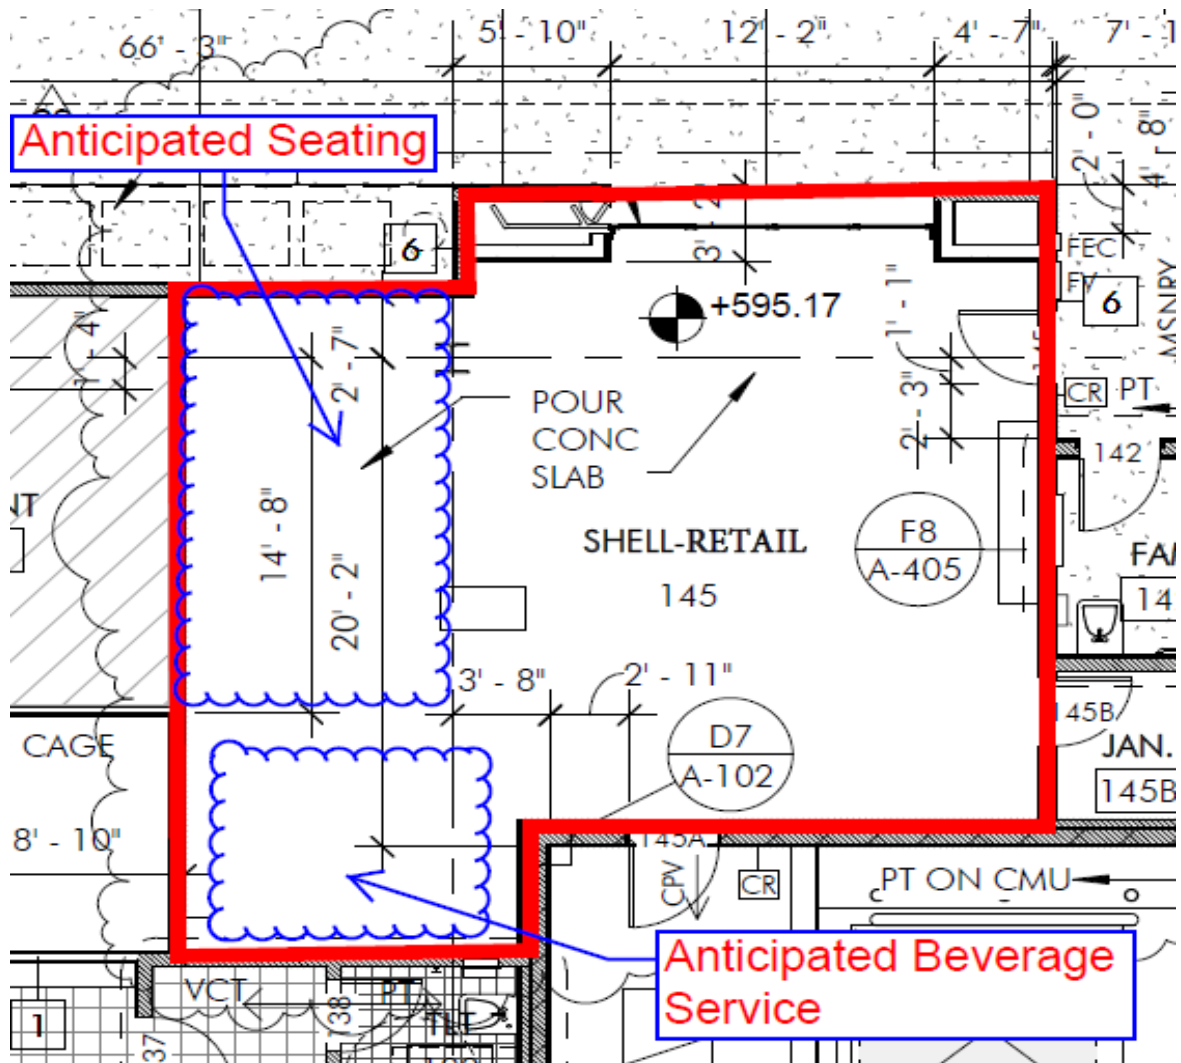 66' - 3"
5' - 10"
12' - 2"
4' - 7"
2' - 0"
4' - 8"
Anticipated Seating
6
3'
FEC
FV
6
MSNRY
+595.17
1' - 1"
1' - 4"
2' - 7"
2' - 3"
CR
PT
POUR
CONC
SLAB
142
14' - 8"
SHELL-RETAIL
145
F8
A-405
20' - 2"
3' - 8"
2' - 11"
145B
JAN.
145B
D7
A-102
CAGE
8' - 10"
145A
CPV
CR
PT ON CMU
Anticipated Beverage
Service
VCT
PT
TLT
1
37
38